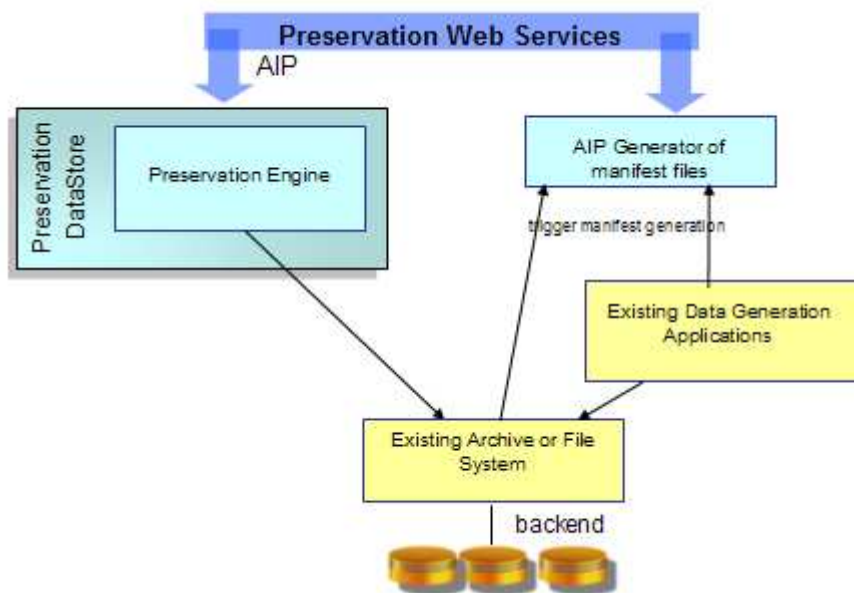 Preservation Web Services
AIP
Preservation
DataStore
Preservation Engine
AIP Generator of
manifest files
trigger manifest generation
Existing Data Generation
Applications
Existing Archive or File
System
backend